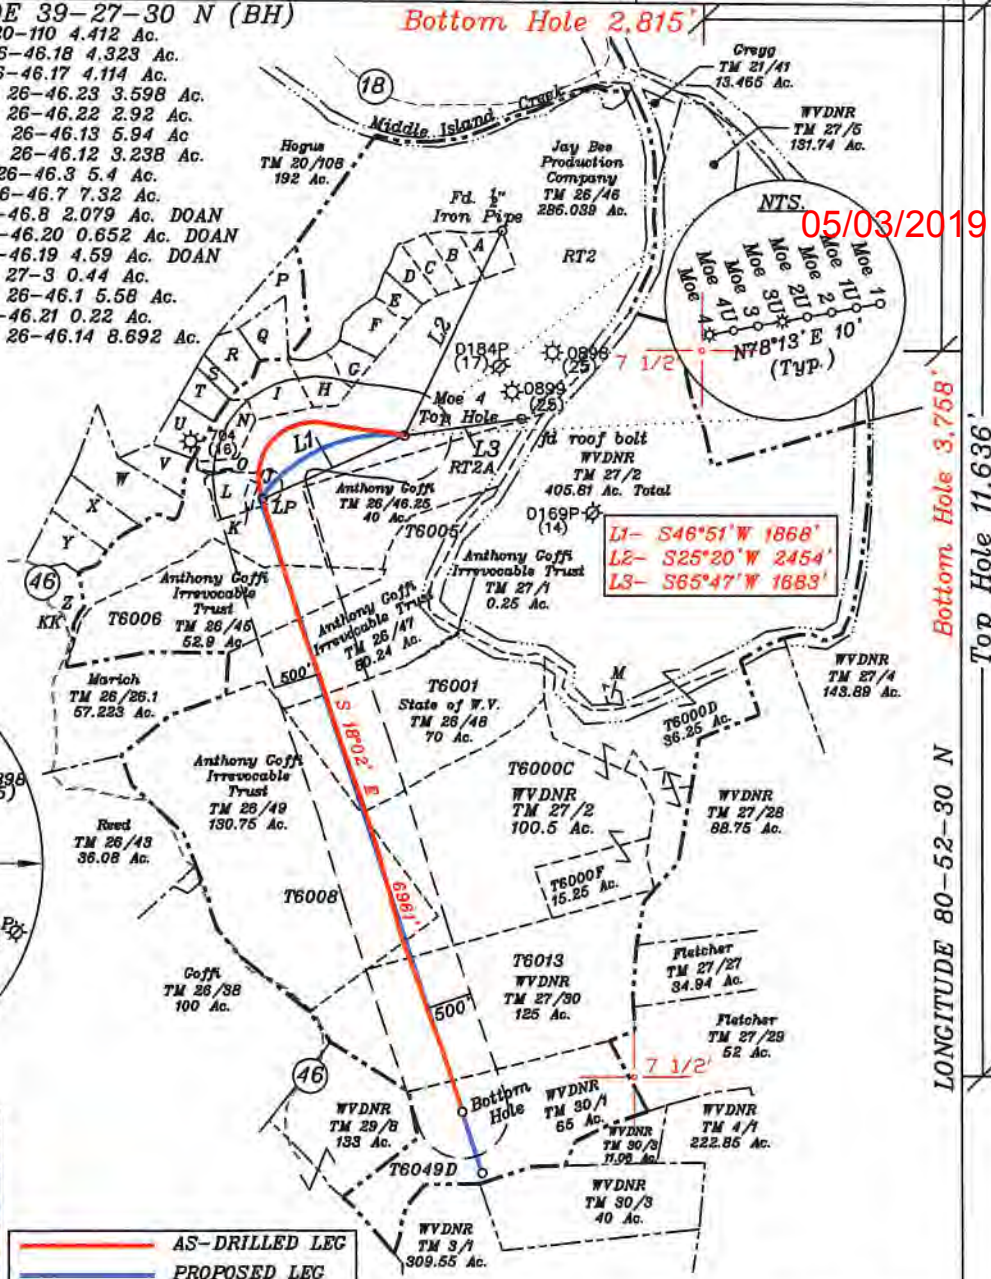 DE 39-27-30 N (BH)
20-110 4.412 Ac.
6-46.18 4.323 Ac.
6-46.17 4.114 Ac.
26-46.23 3.598 Ac.
26-46.22 2.92 Ac.
26-46.13 5.94 Ac
26-46.12 3.238 Ac.
26-46.3 5.4 Ac.
6-46.7 7.32 Ac.
-46.8 2.079 Ac. DOAN
-46.20 0.652 Ac. DOAN
-46.19 4.59 Ac. DOAN
27-3 0.44 Ac.
26-46.1 5.58 Ac.
-46.21 0.22 Ac.
26-46.14 8.692 Ac.
Bottom Hole 2,815'
18
Middle Island Creek
Gregg
TM 21/41
13.465 Ac.
WVDNR
TM 27/5
131.74 Ac.
Hogue
TM 20/108
192 Ac.
Jay Bee
Production
Company
TM 26/46
286.039 Ac.
Fd. 1/2"
Iron Pipe
RT2
NTS.
05/03/2019
Moe 4
Moe 4U
Moe 3
Moe 3U
Moe 2U
Moe 2
Moe 1U
Moe 1
N78°13' E 10'
(Typ.)
A
B
C
D
E
F
G
H
I
P
Q
R
S
T
U
V
W
X
Y
Z
KK
N
O
J
L
K
LP
L1
L2
L3
0184P
(17)
0898
(25)
0899
(25)
7 1/2'
Moe 4
Top Hole
fd roof bolt
WVDNR
TM 27/2
405.81 Ac. Total
RT2A
Anthony Goffi
TM 26/46.25
40 Ac.
T6005
0169P
(14)
L1- S46°51'W 1868'
L2- S25°20'W 2454'
L3- S65°47'W 1683'
Bottom Hole 3,758'
Top Hole 11,636'
LONGITUDE 80-52-30 N
46
T6006
Anthony Goffi
Irrevocable
Trust
TM 26/45
52.9 Ac.
Anthony Goffi
Irrevocable Trust
TM 26/47
80.24 Ac.
Anthony Goffi
Irrevocable Trust
TM 27/1
0.25 Ac.
Marich
TM 26/26.1
57.223 Ac.
500'
S 18°02' E
6961'
T6001
State of W.V.
TM 26/48
70 Ac.
M
T6000D
36.25 Ac.
WVDNR
TM 27/4
143.89 Ac.
Anthony Goffi
Irrevocable
Trust
TM 26/49
130.75 Ac.
T6000C
WVDNR
TM 27/2
100.5 Ac.
WVDNR
TM 27/28
88.75 Ac.
Reed
TM 26/43
36.08 Ac.
T6008
T6000F
15.25 Ac.
Goffi
TM 26/38
100 Ac.
T6013
WVDNR
TM 27/30
125 Ac.
500'
Fletcher
TM 27/27
34.94 Ac.
Fletcher
TM 27/29
52 Ac.
46
7 1/2'
Bottom
Hole
WVDNR
TM 29/8
133 Ac.
WVDNR
TM 30/1
65 Ac.
WVDNR
TM 30/2
11.06 Ac.
WVDNR
TM 4/1
222.85 Ac.
T6049D
WVDNR
TM 30/3
40 Ac.
WVDNR
TM 3/1
309.55 Ac.
AS-DRILLED LEG
PROPOSED LEG